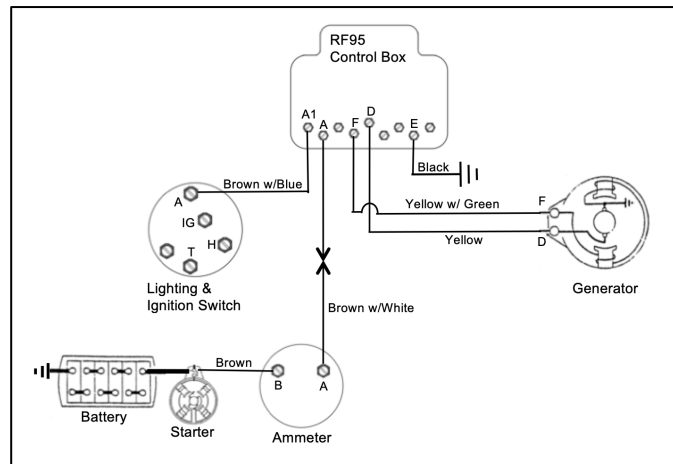 RF95
Control Box
A1
A
F
D
E
Black
Brown w/Blue
A
IG
H
T
Lighting &
Ignition Switch
Yellow w/ Green
F
Yellow
D
Generator
Brown w/White
Brown
B
A
Battery
Starter
Ammeter